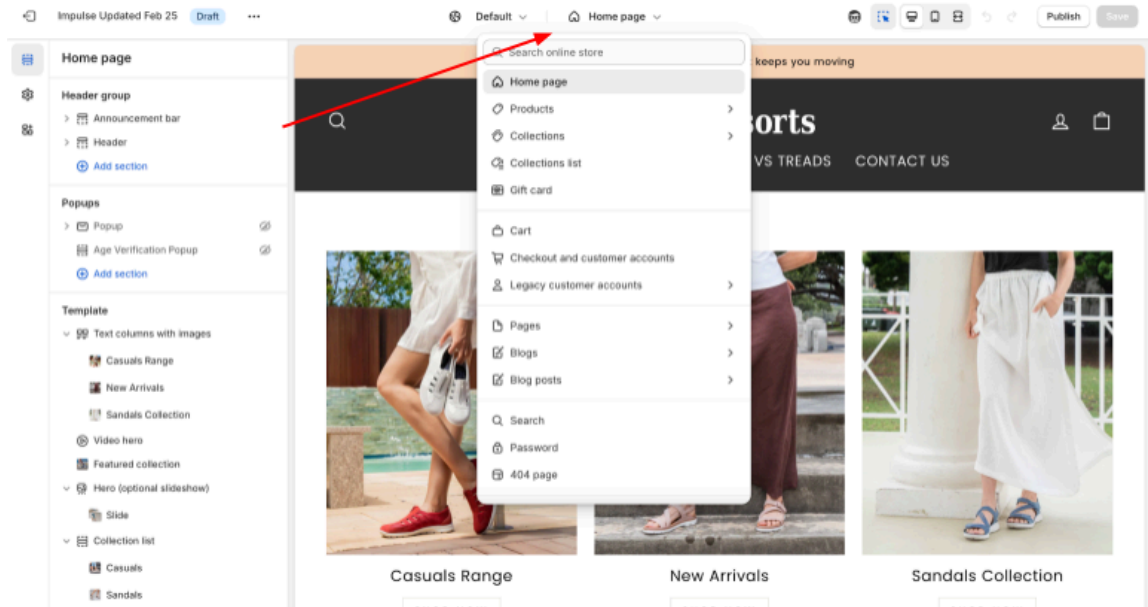 Impulse Updated Feb 25 Draft ...
Default
Home page
Publish Save
Home page
Header group
Announcement bar
Header
Add section
Popups
Popup
Age Verification Popup
Add section
Template
Text columns with images
Casuals Range
New Arrivals
Sandals Collection
Video hero
Featured collection
Hero (optional slideshow)
Slide
Collection list
Casuals
Sandals
Search online store
Home page
Products
Collections
Collections list
Gift card
Cart
Checkout and customer accounts
Legacy customer accounts
Pages
Blogs
Blog posts
Search
Password
404 page
keeps you moving
sorts
VS TREADS CONTACT US
Casuals Range
New Arrivals
Sandals Collection